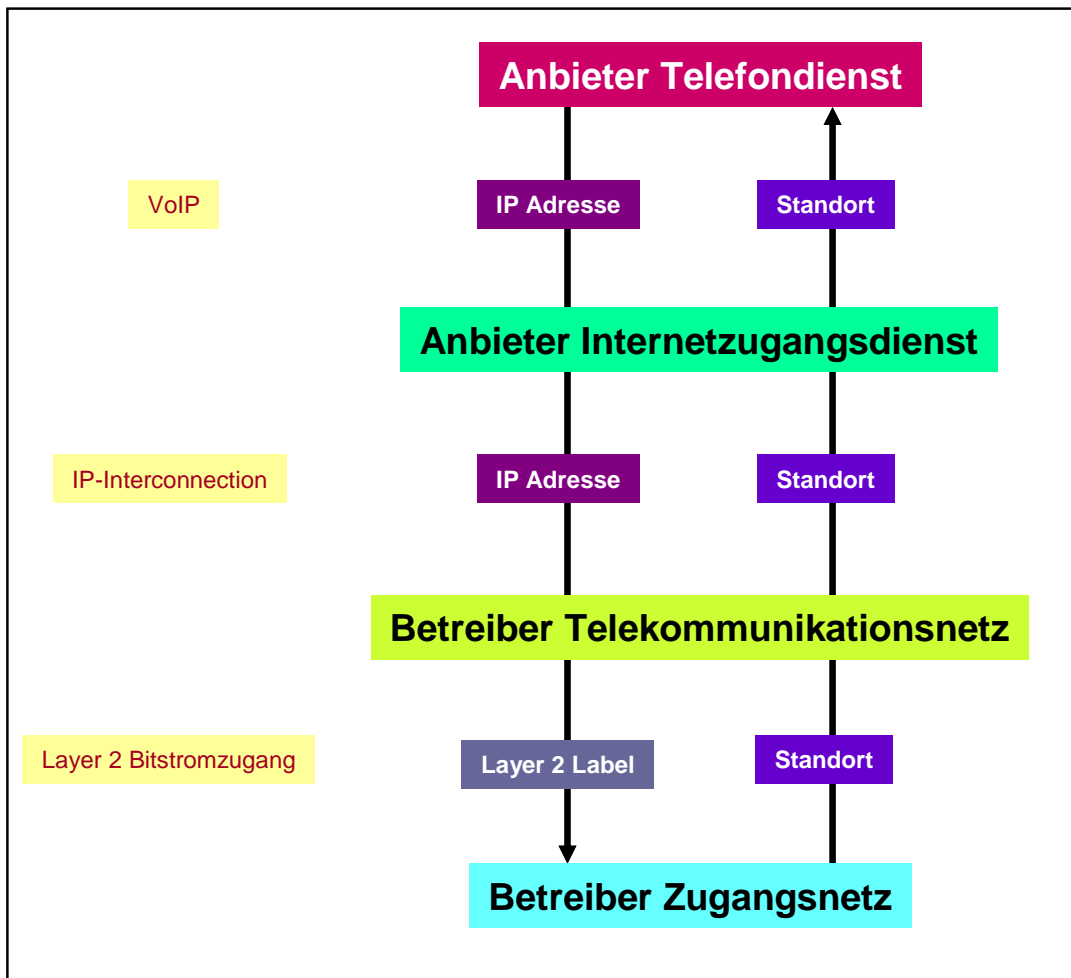 Anbieter Telefondienst
VoIP
IP Adresse
Standort
Anbieter Internetzugangsdienst
IP-Interconnection
IP Adresse
Standort
Betreiber Telekommunikationsnetz
Layer 2 Bitstromzugang
Layer 2 Label
Standort
Betreiber Zugangsnetz